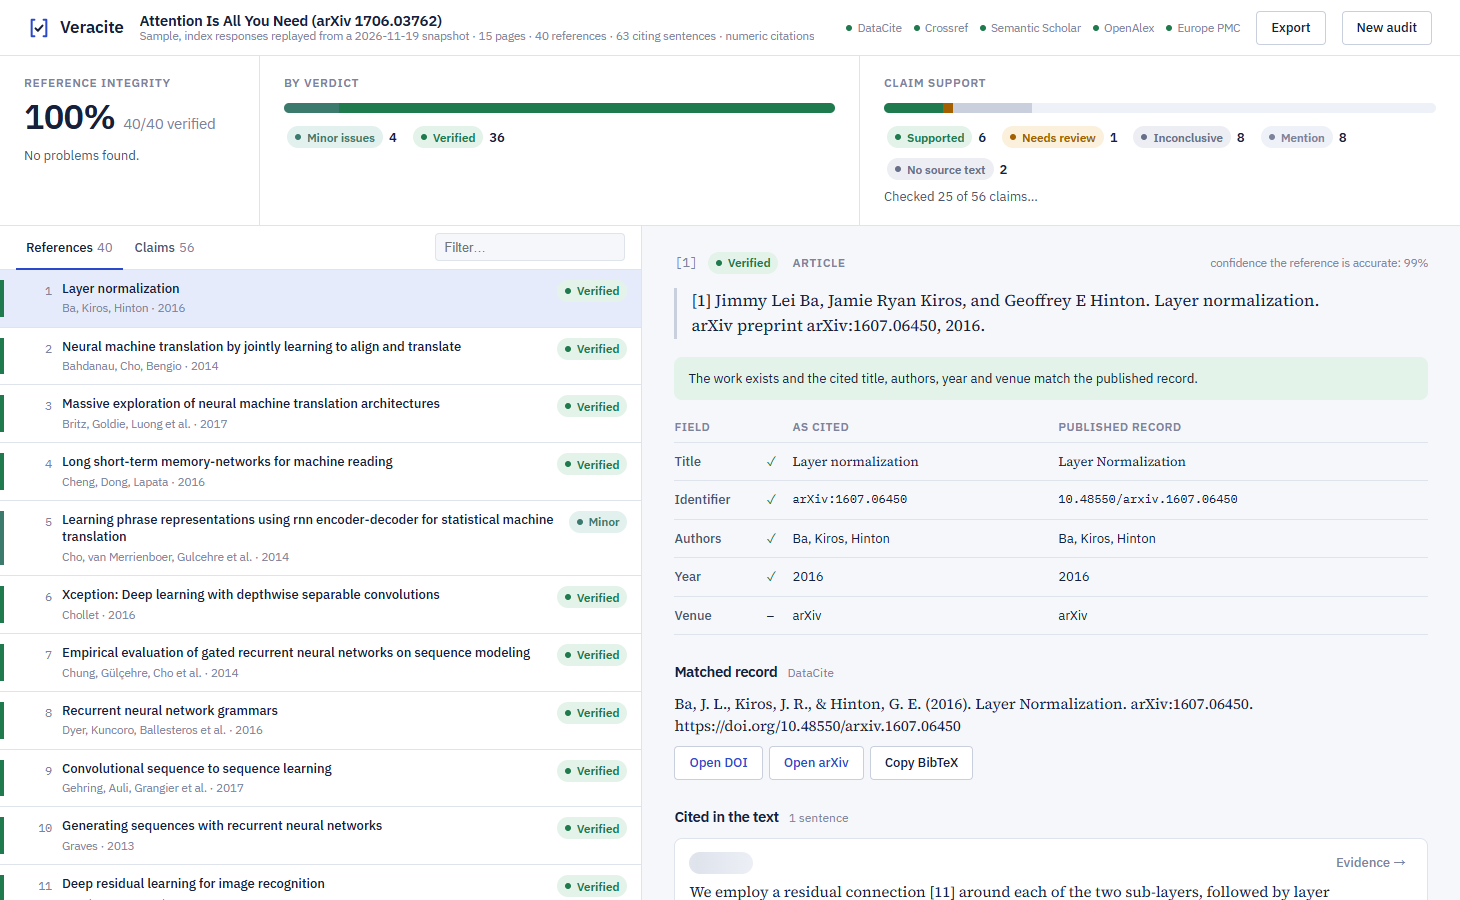 Veracite
Attention Is All You Need (arXiv 1706.03762)
Sample, index responses replayed from a 2026-11-19 snapshot · 15 pages · 40 references · 63 citing sentences · numeric citations
DataCite
Crossref
Semantic Scholar
OpenAlex
Europe PMC
Export
New audit
REFERENCE INTEGRITY
100% 40/40 verified
No problems found.
BY VERDICT
Minor issues 4
Verified 36
CLAIM SUPPORT
Supported 6
Needs review 1
Inconclusive 8
Mention 8
No source text 2
Checked 25 of 56 claims…
References 40
Claims 56
Filter…
1 Layer normalization Verified
Ba, Kiros, Hinton · 2016
2 Neural machine translation by jointly learning to align and translate Verified
Bahdanau, Cho, Bengio · 2014
3 Massive exploration of neural machine translation architectures Verified
Britz, Goldie, Luong et al. · 2017
4 Long short-term memory-networks for machine reading Verified
Cheng, Dong, Lapata · 2016
5 Learning phrase representations using rnn encoder-decoder for statistical machine Minor
translation
Cho, van Merrienboer, Gulcehre et al. · 2014
6 Xception: Deep learning with depthwise separable convolutions Verified
Chollet · 2016
7 Empirical evaluation of gated recurrent neural networks on sequence modeling Verified
Chung, Gülçehre, Cho et al. · 2014
8 Recurrent neural network grammars Verified
Dyer, Kuncoro, Ballesteros et al. · 2016
9 Convolutional sequence to sequence learning Verified
Gehring, Auli, Grangier et al. · 2017
10 Generating sequences with recurrent neural networks Verified
Graves · 2013
11 Deep residual learning for image recognition Verified
[1] Verified ARTICLE confidence the reference is accurate: 99%
[1] Jimmy Lei Ba, Jamie Ryan Kiros, and Geoffrey E Hinton. Layer normalization.
arXiv preprint arXiv:1607.06450, 2016.
The work exists and the cited title, authors, year and venue match the published record.
FIELD AS CITED PUBLISHED RECORD
Title ✓ Layer normalization Layer Normalization
Identifier ✓ arXiv:1607.06450 10.48550/arxiv.1607.06450
Authors ✓ Ba, Kiros, Hinton Ba, Kiros, Hinton
Year ✓ 2016 2016
Venue – arXiv arXiv
Matched record DataCite
Ba, J. L., Kiros, J. R., & Hinton, G. E. (2016). Layer Normalization. arXiv:1607.06450.
https://doi.org/10.48550/arxiv.1607.06450
Open DOI
Open arXiv
Copy BibTeX
Cited in the text 1 sentence
Evidence →
We employ a residual connection [11] around each of the two sub-layers, followed by layer